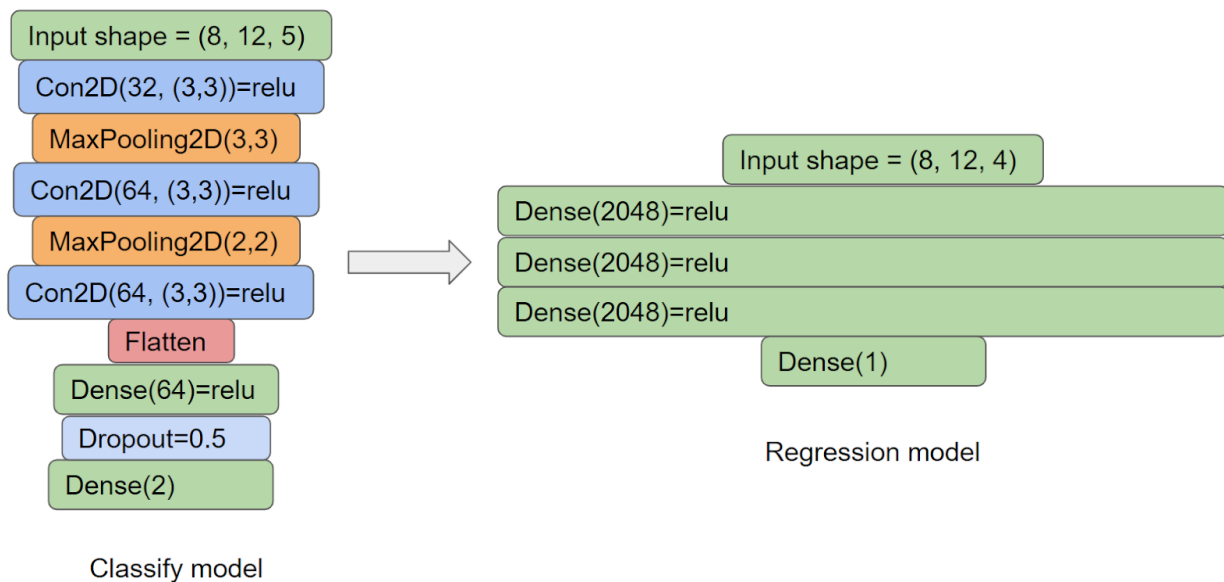 Input shape = (8, 12, 5)
Con2D(32, (3,3))=relu
MaxPooling2D(3,3)
Con2D(64, (3,3))=relu
MaxPooling2D(2,2)
Con2D(64, (3,3))=relu
Flatten
Dense(64)=relu
Dropout=0.5
Dense(2)
Classify model
Input shape = (8, 12, 4)
Dense(2048)=relu
Dense(2048)=relu
Dense(2048)=relu
Dense(1)
Regression model